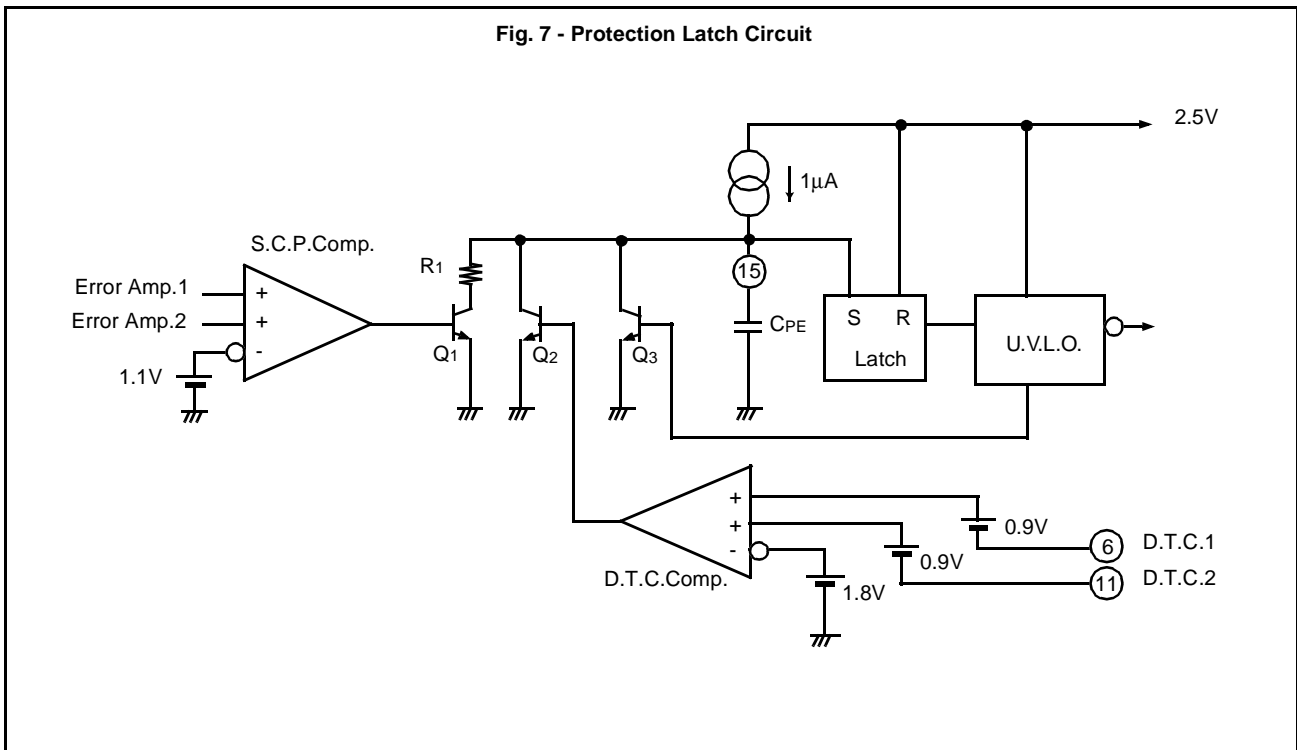 Fig. 7 - Protection Latch Circuit
2.5V
1µA
S.C.P.Comp.
R1
15
Error Amp.1
+
Error Amp.2
+
-
1.1V
Q1
Q2
Q3
CPE
S R
Latch
U.V.L.O.
+
+
-
D.T.C.Comp.
0.9V
0.9V
1.8V
6 D.T.C.1
11 D.T.C.2